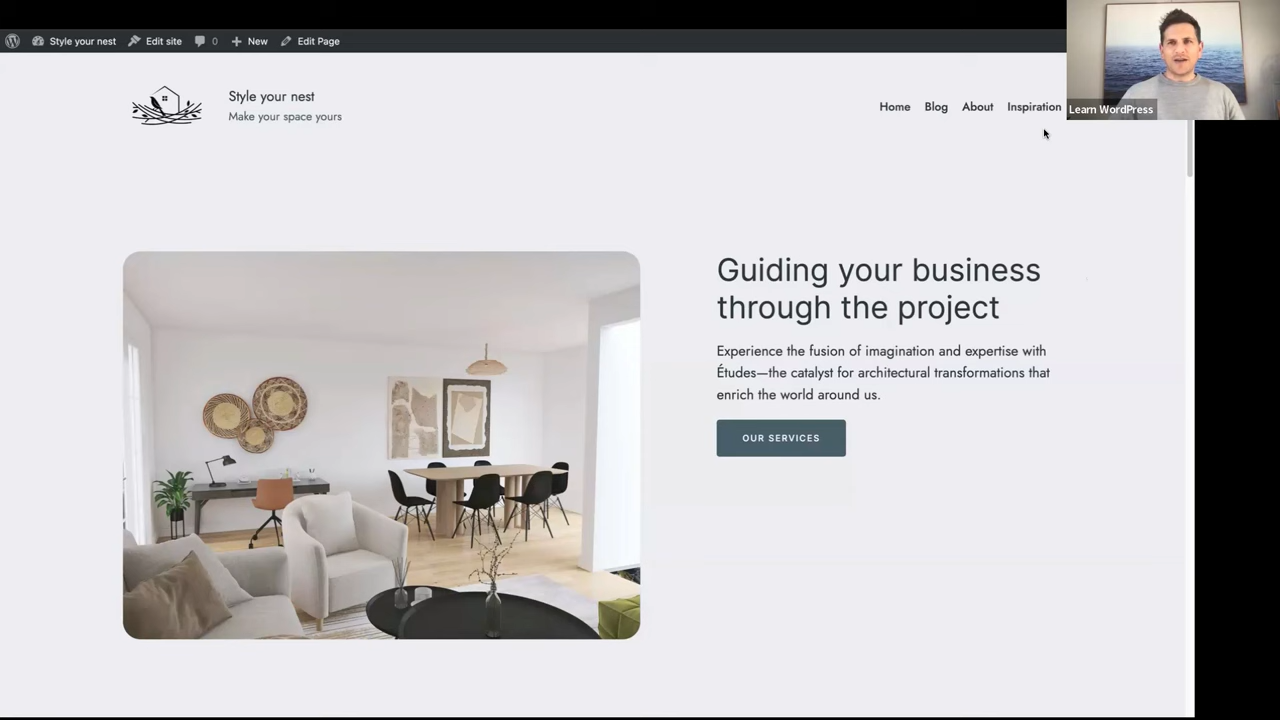 Style your nest
Edit site
0
New
Edit Page
Learn WordPress
Style your nest
Make your space yours
Home
Blog
About
Inspiration
Guiding your business
through the project
Experience the fusion of imagination and expertise with
Études—the catalyst for architectural transformations that
enrich the world around us.
OUR SERVICES